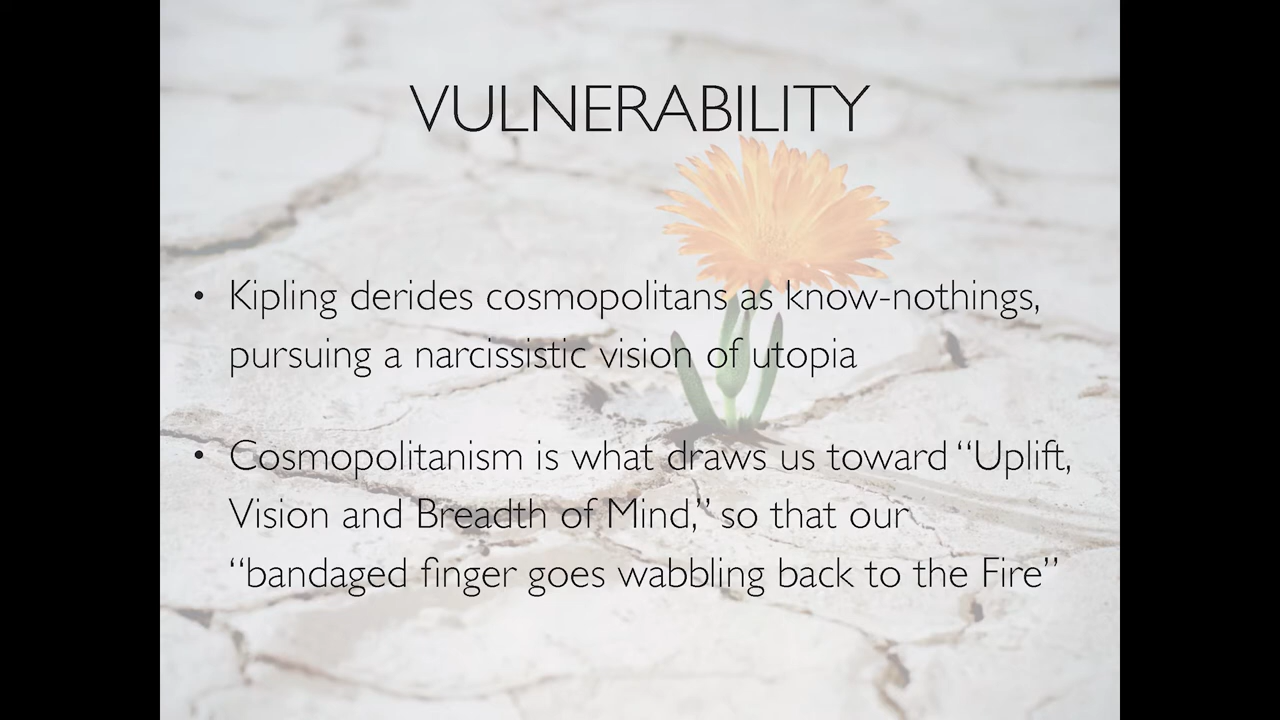 VULNERABILITY
• Kipling derides cosmopolitans as know-nothings,
pursuing a narcissistic vision of utopia
• Cosmopolitanism is what draws us toward “Uplift,
Vision and Breadth of Mind,” so that our
“bandaged finger goes wabbling back to the Fire”